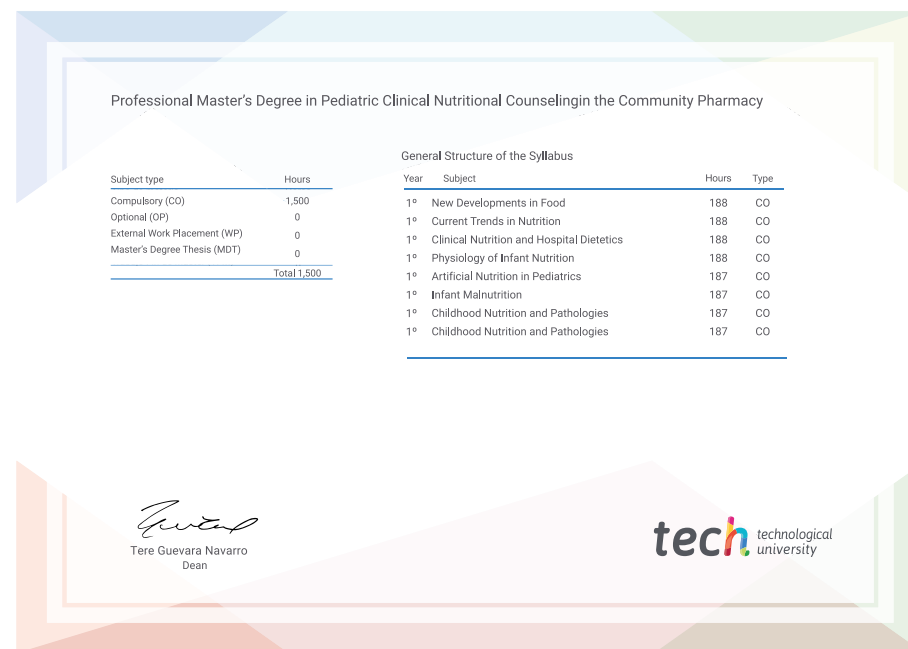 Professional Master's Degree in Pediatric Clinical Nutritional Counselingin the Community Pharmacy
Subject type Hours
Compulsory (CO) 1,500
Optional (OP) 0
External Work Placement (WP) 0
Master's Degree Thesis (MDT) 0
Total 1,500
General Structure of the Syllabus
Year Subject Hours Type
1º New Developments in Food 188 CO
1º Current Trends in Nutrition 188 CO
1º Clinical Nutrition and Hospital Dietetics 188 CO
1º Physiology of Infant Nutrition 188 CO
1º Artificial Nutrition in Pediatrics 187 CO
1º Infant Malnutrition 187 CO
1º Childhood Nutrition and Pathologies 187 CO
1º Childhood Nutrition and Pathologies 187 CO
Tere Guevara Navarro
Dean
tech technological
university